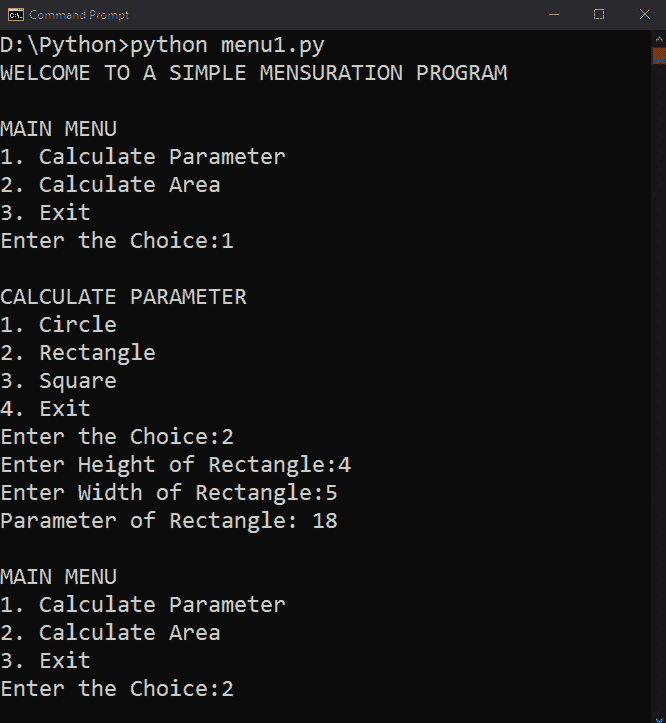 Command Prompt
D:\Python>python menu1.py
WELCOME TO A SIMPLE MENSURATION PROGRAM
MAIN MENU
1. Calculate Parameter
2. Calculate Area
3. Exit
Enter the Choice:1
CALCULATE PARAMETER
1. Circle
2. Rectangle
3. Square
4. Exit
Enter the Choice:2
Enter Height of Rectangle:4
Enter Width of Rectangle:5
Parameter of Rectangle: 18
MAIN MENU
1. Calculate Parameter
2. Calculate Area
3. Exit
Enter the Choice:2